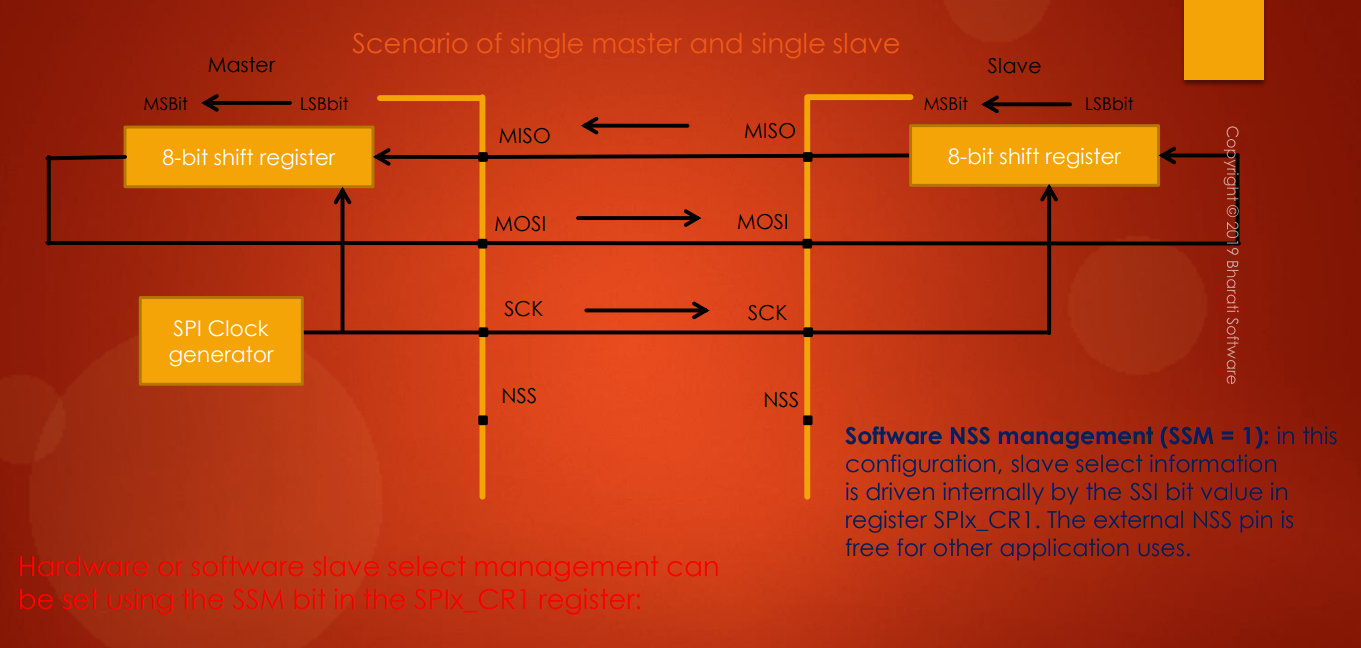 Scenario of single master and single slave
Master
Slave
MSBit
LSBbit
MSBit
LSBbit
8-bit shift register
8-bit shift register
MISO
MISO
MOSI
MOSI
SCK
SCK
SPI Clock
generator
NSS
NSS
Software NSS management (SSM = 1): in this
configuration, slave select information
is driven internally by the SSI bit value in
register SPIx_CR1. The external NSS pin is
free for other application uses.
Hardware or software slave select management can
be set using the SSM bit in the SPIx_CR1 register:
Copyright © 2019 Bharati Software